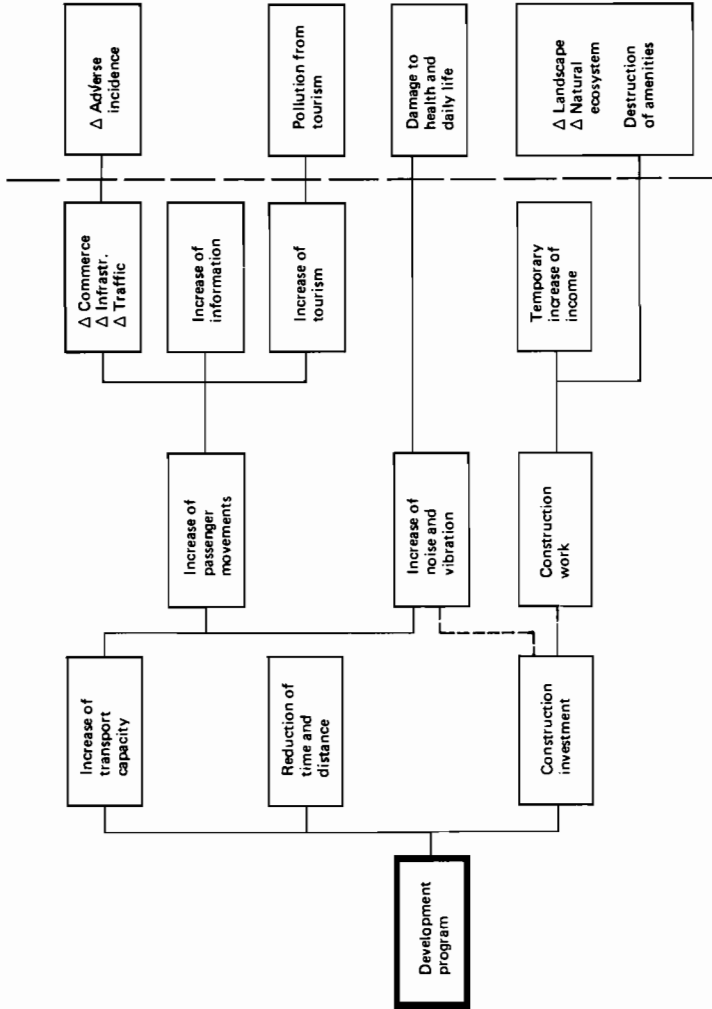 Development
program
Increase of
transport
capacity
Reduction of
time and
distance
Construction
investment
Increase of
passenger
movements
Increase of
noise and
vibration
Construction
work
Δ Commerce
Δ Infrastr.
Δ Traffic
Increase of
information
Increase of
tourism
Temporary
increase of
income
Δ Adverse
incidence
Pollution from
tourism
Damage to
health and
daily life
Δ Landscape
Δ Natural
ecosystem
Destruction
of amenities